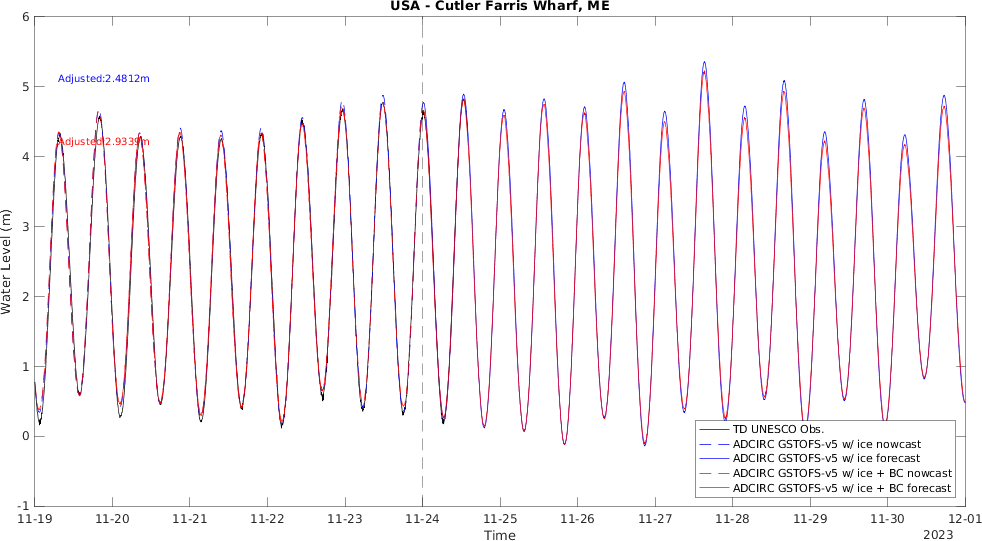 USA - Cutler Farris Wharf, ME
6
5
4
3
2
1
0
-1
Water Level (m)
Adjusted:2.4812m
Adjusted:2.9339m
TD UNESCO Obs.
ADCIRC GSTOFS-v5 w/ ice nowcast
ADCIRC GSTOFS-v5 w/ ice forecast
ADCIRC GSTOFS-v5 w/ ice + BC nowcast
ADCIRC GSTOFS-v5 w/ ice + BC forecast
11-19 11-20 11-21 11-22 11-23 11-24 11-25 11-26 11-27 11-28 11-29 11-30 12-01
Time
2023